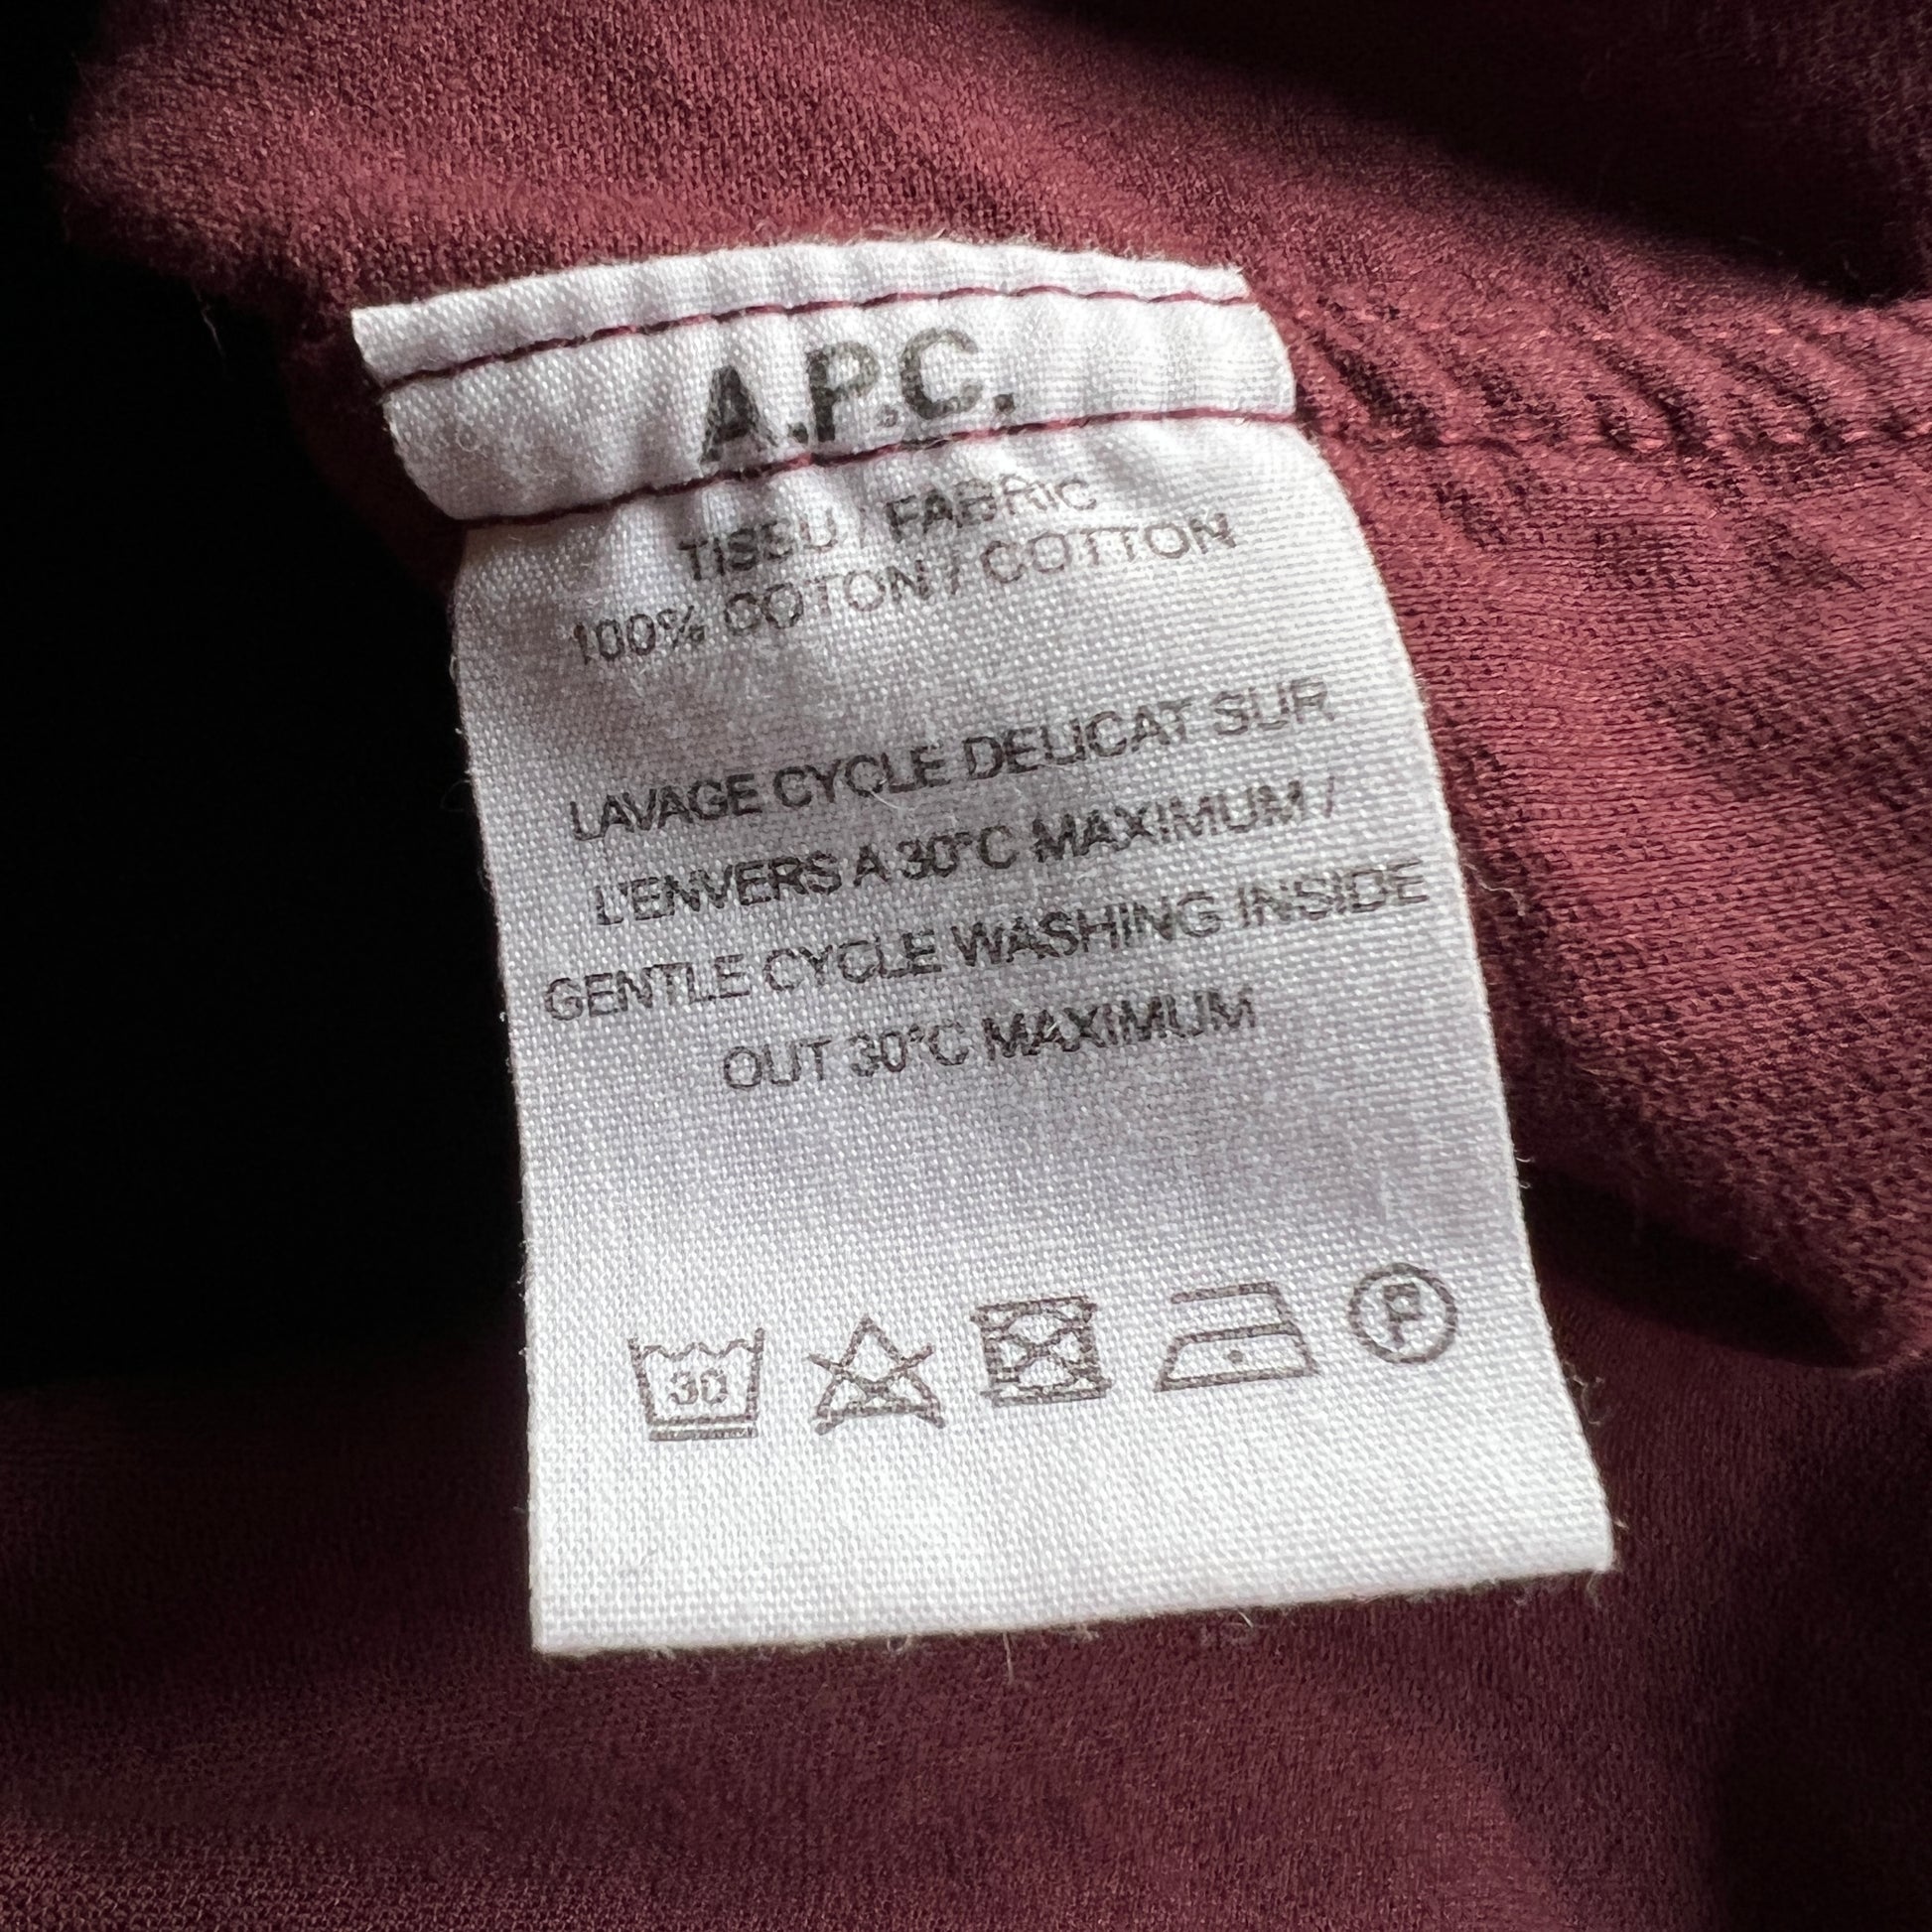 A.P.C.
TISSU / FABRIC
100% COTON / COTTON
LAVAGE CYCLE DELICAT SUR
L'ENVERS A 30°C MAXIMUM /
GENTLE CYCLE WASHING INSIDE
OUT 30°C MAXIMUM
30 P